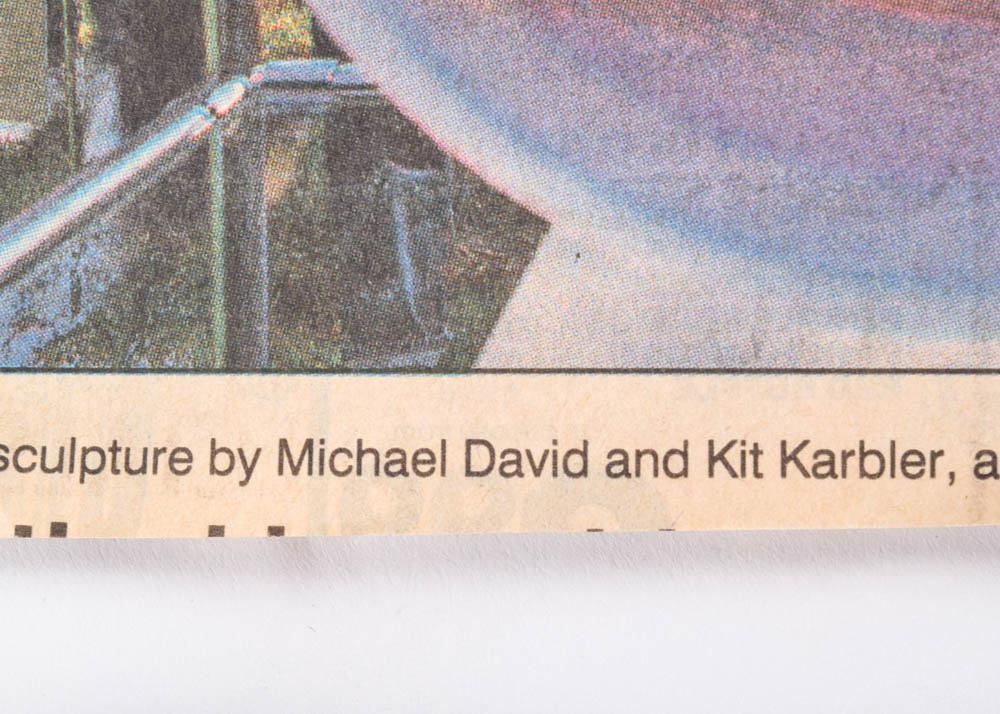 sculpture by Michael David and Kit Karbler, a